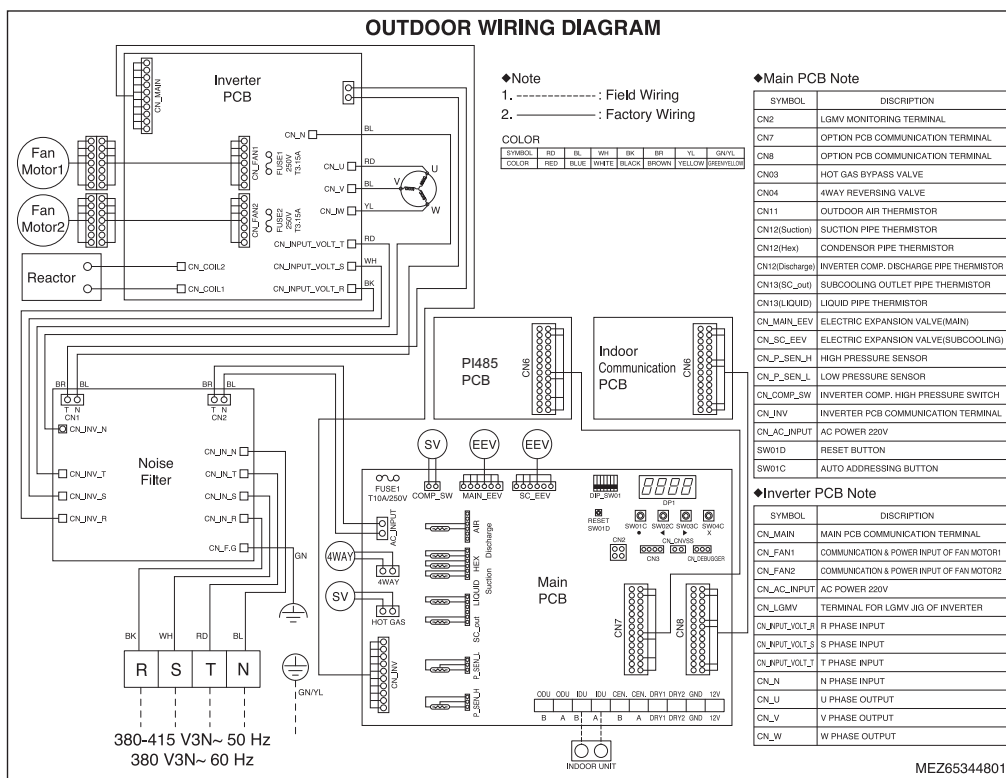 OUTDOOR WIRING DIAGRAM
Inverter
PCB
CN_MAIN
Fan
Motor1
CN_FAN1
FUSE1
250V
T3.15A
Fan
Motor2
CN_FAN2
FUSE2
250V
T3.15A
Reactor
CN_COIL2
CN_COIL1
CN_N
BL
CN_U
RD
U
CN_V
BL
V
CN_IW
YL
W
CN_INPUT_VOLT_T
RD
CN_INPUT_VOLT_S
WH
CN_INPUT_VOLT_R
BK
◆Note
1. -------------- : Field Wiring
2. —————— : Factory Wiring
COLOR
SYMBOL RD BL WH BK BR YL GN/YL
COLOR RED BLUE WHITE BLACK BROWN YELLOW GREEN/YELLOW
BR BL
T N
CN1
BR BL
T N
CN2
CN_INV_N
CN_INV_T
CN_INV_S
CN_INV_R
Noise
Filter
CN_IN_N
CN_IN_T
CN_IN_S
CN_IN_R
CN_F.G
GN
BK WH RD BL
R S T N
GN/YL
380-415 V3N~ 50 Hz
380 V3N~ 60 Hz
PI485
PCB
CN6
Indoor
Communication
PCB
CN6
SV
EEV
EEV
FUSE1
T10A/250V
COMP_SW
MAIN_EEV
SC_EEV
DIP_SW01
DP1
AC_INPUT
AIR
Discharge
HEX
Suction
LIQUID
SC_out
P_SEN_L
P_SEN_H
4WAY
4WAY
SV
HOT GAS
CN_INV
RESET
SW01D
SW01C SW02C SW03C SW04C
● ◀ ▶ X
CN2
CN3
CN_CNVSS
CN_DEBUGGER
Main
PCB
CN7
CN8
ODU ODU IDU IDU CEN. CEN. DRY1 DRY2 GND 12V
B A B A B A DRY1 DRY2 GND 12V
INDOOR UNIT
◆Main PCB Note
SYMBOL DISCRIPTION
CN2 LGMV MONITORING TERMINAL
CN7 OPTION PCB COMMUNICATION TERMINAL
CN8 OPTION PCB COMMUNICATION TERMINAL
CN03 HOT GAS BYPASS VALVE
CN04 4WAY REVERSING VALVE
CN11 OUTDOOR AIR THERMISTOR
CN12(Suction) SUCTION PIPE THERMISTOR
CN12(Hex) CONDENSOR PIPE THERMISTOR
CN12(Discharge) INVERTER COMP. DISCHARGE PIPE THERMISTOR
CN13(SC_out) SUBCOOLING OUTLET PIPE THERMISTOR
CN13(LIQUID) LIQUID PIPE THERMISTOR
CN_MAIN_EEV ELECTRIC EXPANSION VALVE(MAIN)
CN_SC_EEV ELECTRIC EXPANSION VALVE(SUBCOOLING)
CN_P_SEN_H HIGH PRESSURE SENSOR
CN_P_SEN_L LOW PRESSURE SENSOR
CN_COMP_SW INVERTER COMP. HIGH PRESSURE SWITCH
CN_INV INVERTER PCB COMMUNICATION TERMINAL
CN_AC_INPUT AC POWER 220V
SW01D RESET BUTTON
SW01C AUTO ADDRESSING BUTTON
◆Inverter PCB Note
SYMBOL DISCRIPTION
CN_MAIN MAIN PCB COMMUNICATION TERMINAL
CN_FAN1 COMMUNICATION & POWER INPUT OF FAN MOTOR1
CN_FAN2 COMMUNICATION & POWER INPUT OF FAN MOTOR2
CN_AC_INPUT AC POWER 220V
CN_LGMV TERMINAL FOR LGMV JIG OF INVERTER
CN_INPUT_VOLT_R R PHASE INPUT
CN_INPUT_VOLT_S S PHASE INPUT
CN_INPUT_VOLT_T T PHASE INPUT
CN_N N PHASE INPUT
CN_U U PHASE OUTPUT
CN_V V PHASE OUTPUT
CN_W W PHASE OUTPUT
MEZ65344801